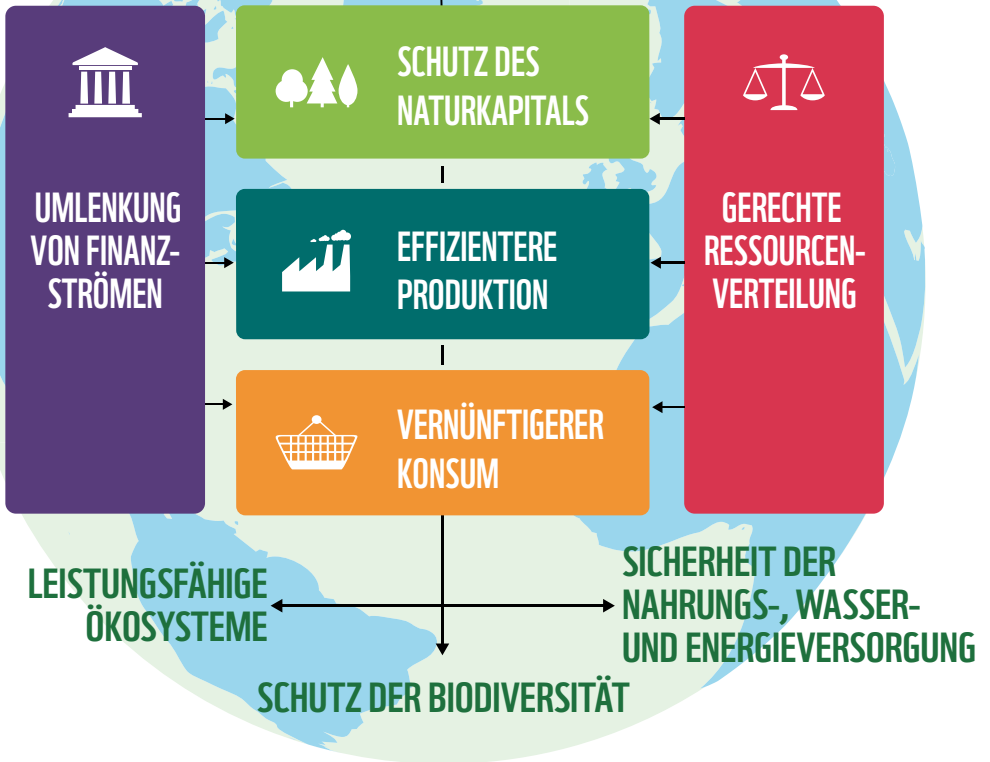 UMLENKUNG
VON FINANZ-
STRÖMEN
SCHUTZ DES
NATURKAPITALS
EFFIZIENTERE
PRODUKTION
VERNÜNFTIGERER
KONSUM
GERECHTE
RESSOURCEN-
VERTEILUNG
LEISTUNGSFÄHIGE
ÖKOSYSTEME
SCHUTZ DER BIODIVERSITÄT
SICHERHEIT DER
NAHRUNGS-, WASSER-
UND ENERGIEVERSORGUNG